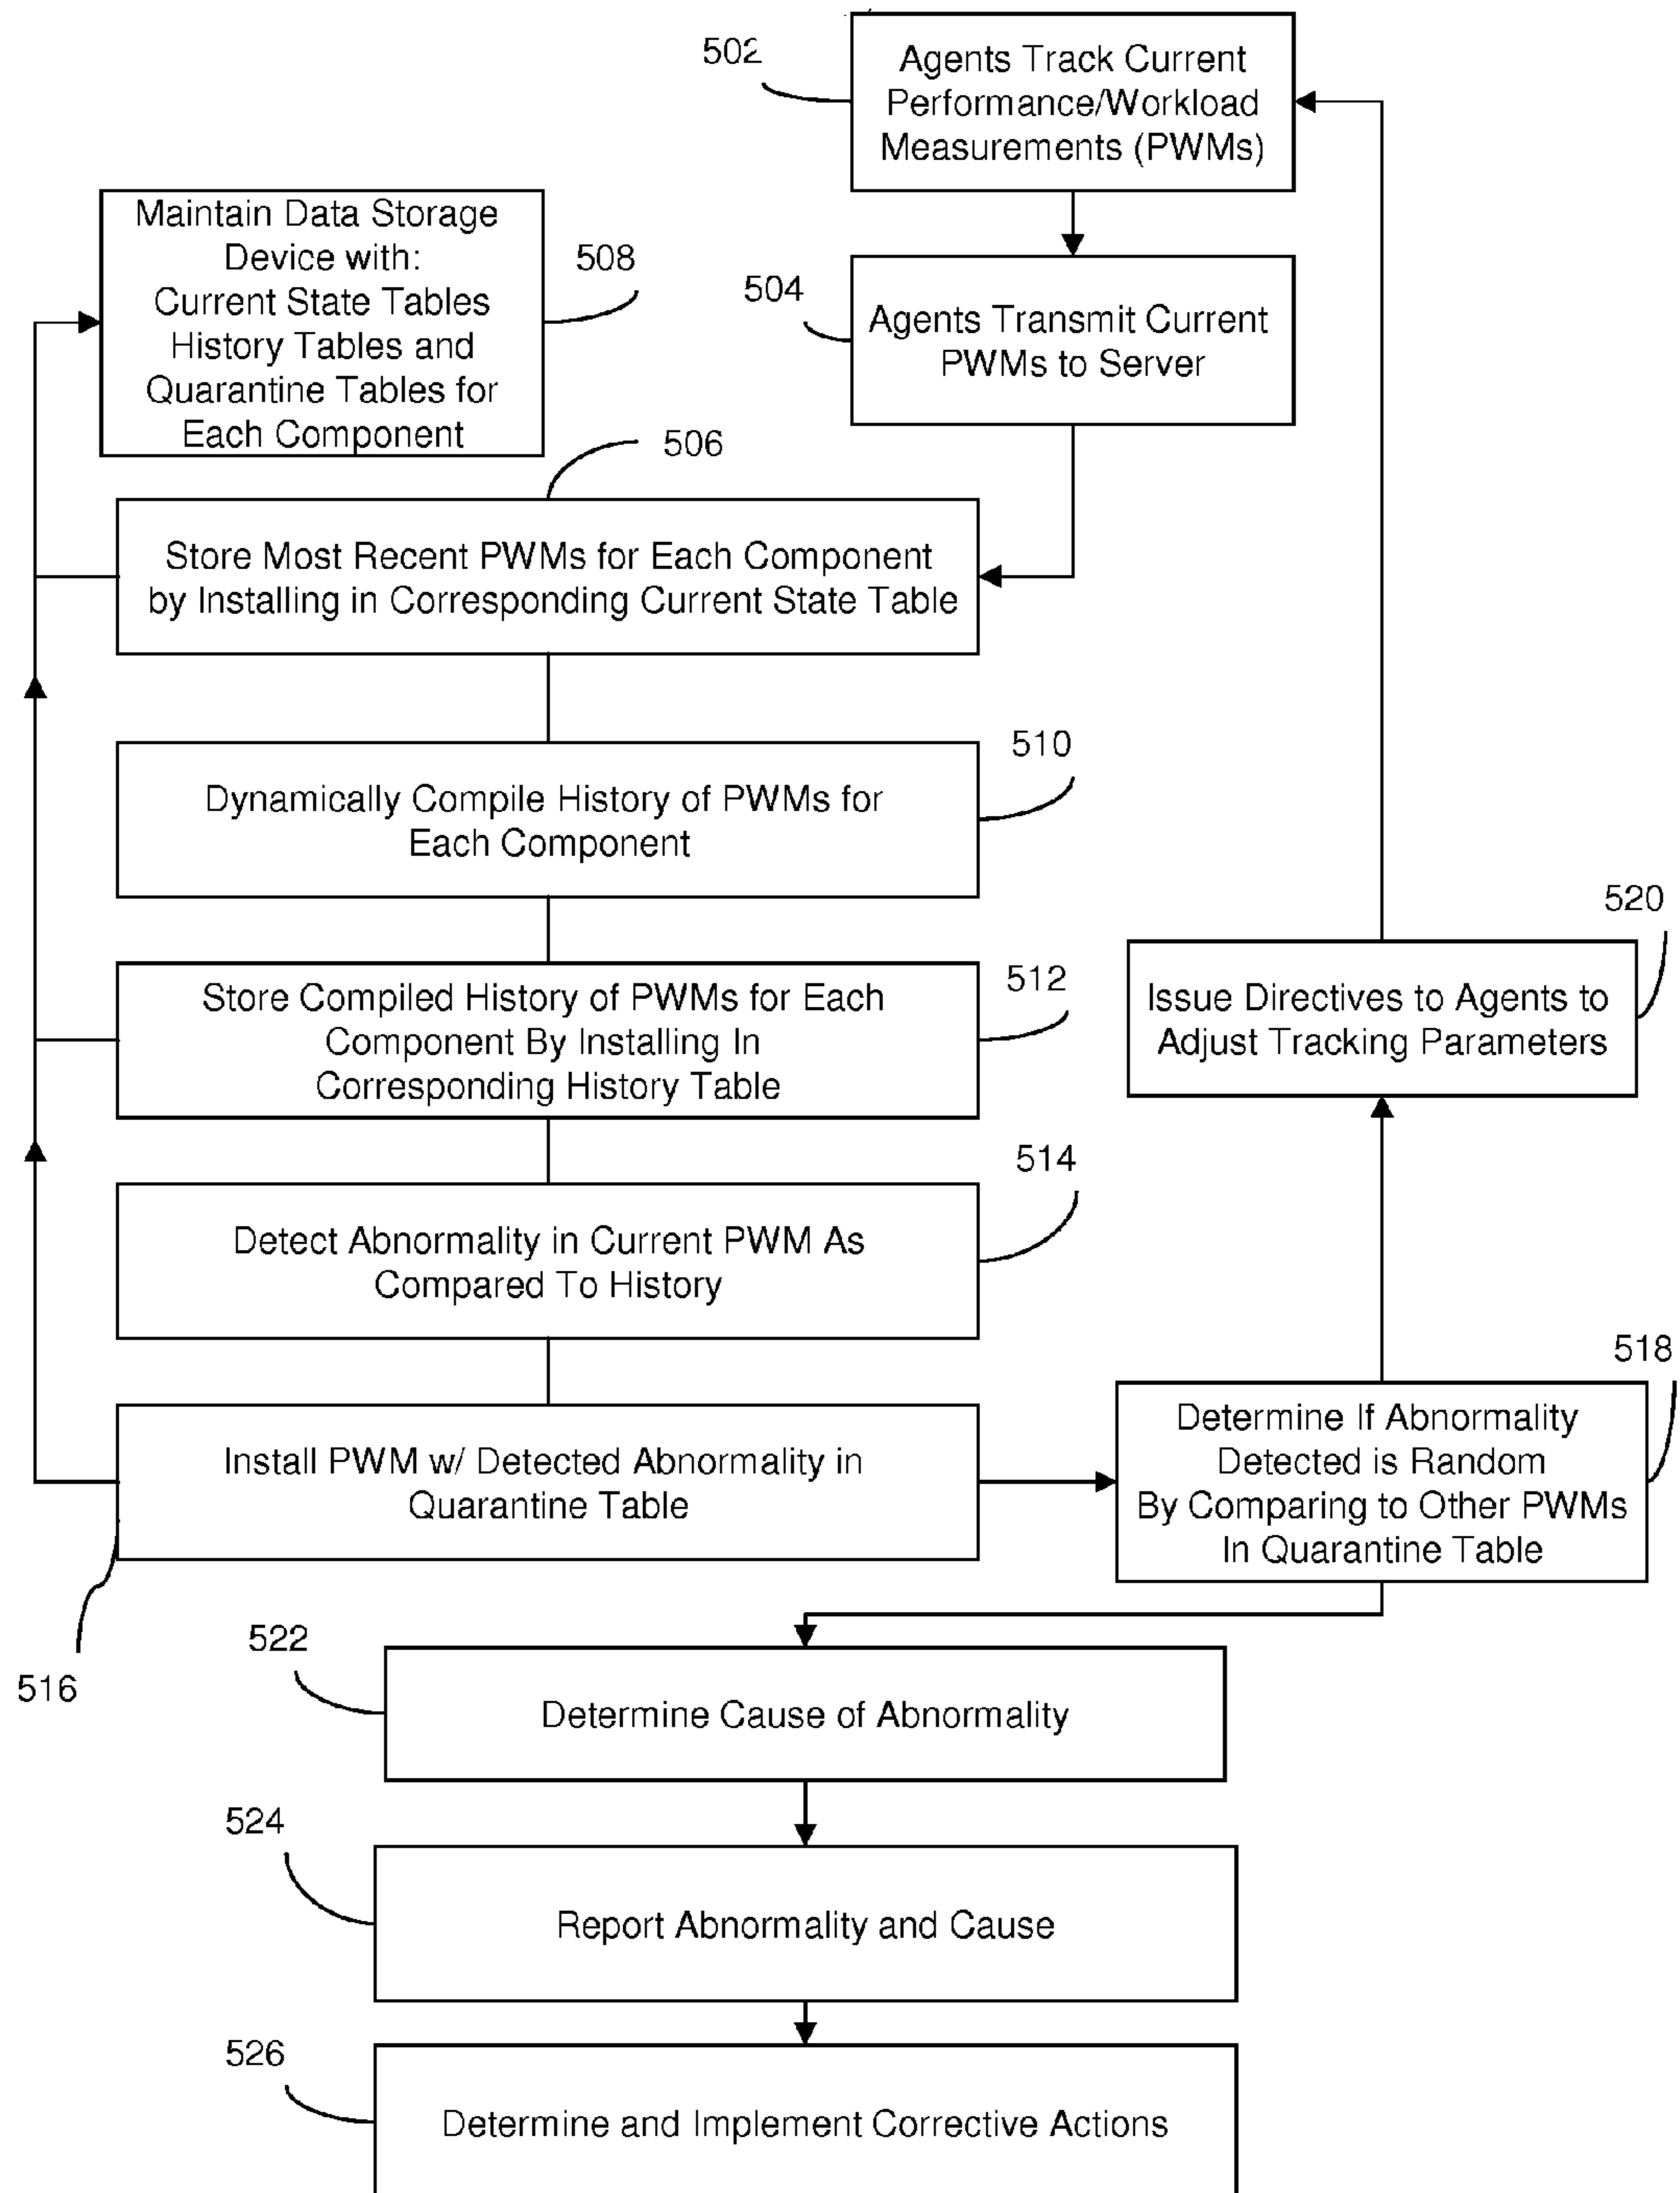 502
Agents Track Current
Performance/Workload
Measurements (PWMs)
Maintain Data Storage
Device with:
Current State Tables
History Tables and
Quarantine Tables for
Each Component
508
504
Agents Transmit Current
PWMs to Server
506
Store Most Recent PWMs for Each Component
by Installing in Corresponding Current State Table
510
Dynamically Compile History of PWMs for
Each Component
512
Store Compiled History of PWMs for Each
Component By Installing In
Corresponding History Table
520
Issue Directives to Agents to
Adjust Tracking Parameters
514
Detect Abnormality in Current PWM As
Compared To History
518
Install PWM w/ Detected Abnormality in
Quarantine Table
516
Determine If Abnormality
Detected is Random
By Comparing to Other PWMs
In Quarantine Table
522
Determine Cause of Abnormality
524
Report Abnormality and Cause
526
Determine and Implement Corrective Actions